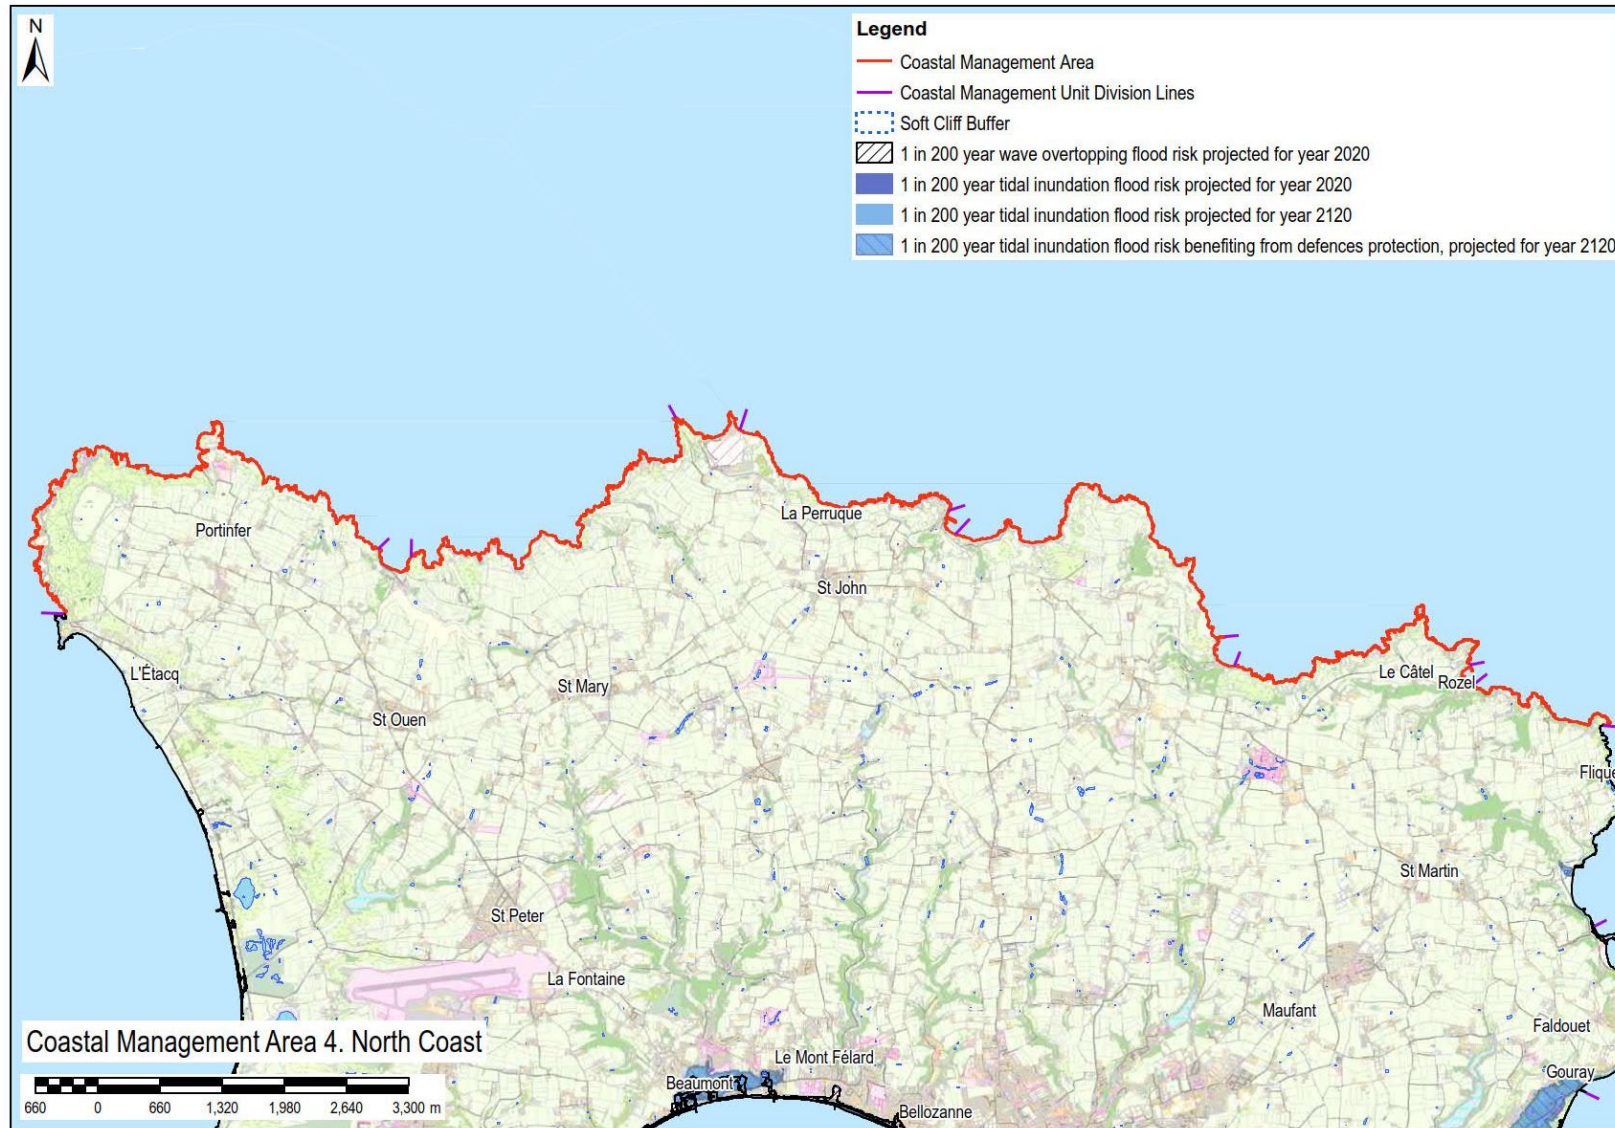 N
Legend
Coastal Management Area
Coastal Management Unit Division Lines
Soft Cliff Buffer
1 in 200 year wave overtopping flood risk projected for year 2020
1 in 200 year tidal inundation flood risk projected for year 2020
1 in 200 year tidal inundation flood risk projected for year 2120
1 in 200 year tidal inundation flood risk benefiting from defences protection, projected for year 2120
Portinfer
La Perruque
St John
L'Étacq
St Mary
St Ouen
Le Câtel
Rozel
Flique
St Martin
St Peter
La Fontaine
Maufant
Faldouet
Coastal Management Area 4. North Coast
Le Mont Félard
Beaumont
Gouray
Bellozanne
660 0 660 1,320 1,980 2,640 3,300 m